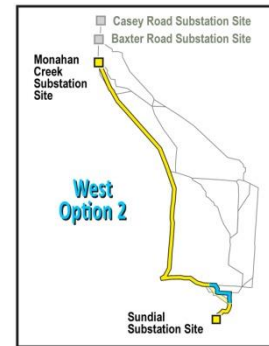 Casey Road Substation Site
Baxter Road Substation Site
Monahan
Creek
Substation
Site
West
Option 2
Sundial
Substation Site